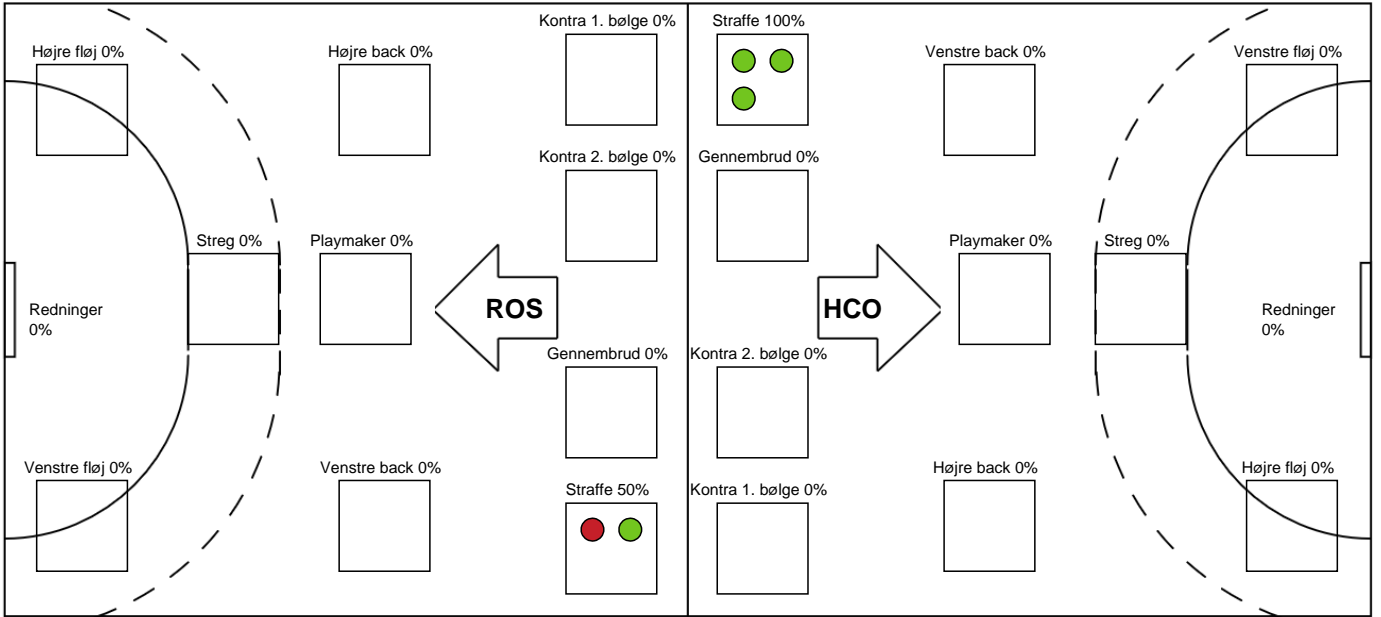 Kontra 1. bølge 0%
Straffe 100%
Højre fløj 0%
Højre back 0%
Venstre back 0%
Venstre fløj 0%
Kontra 2. bølge 0%
Gennembrud 0%
Streg 0%
Playmaker 0%
Playmaker 0%
Streg 0%
Redninger
0%
ROS
HCO
Redninger
0%
Gennembrud 0%
Kontra 2. bølge 0%
Venstre fløj 0%
Venstre back 0%
Højre back 0%
Højre fløj 0%
Straffe 50%
Kontra 1. bølge 0%